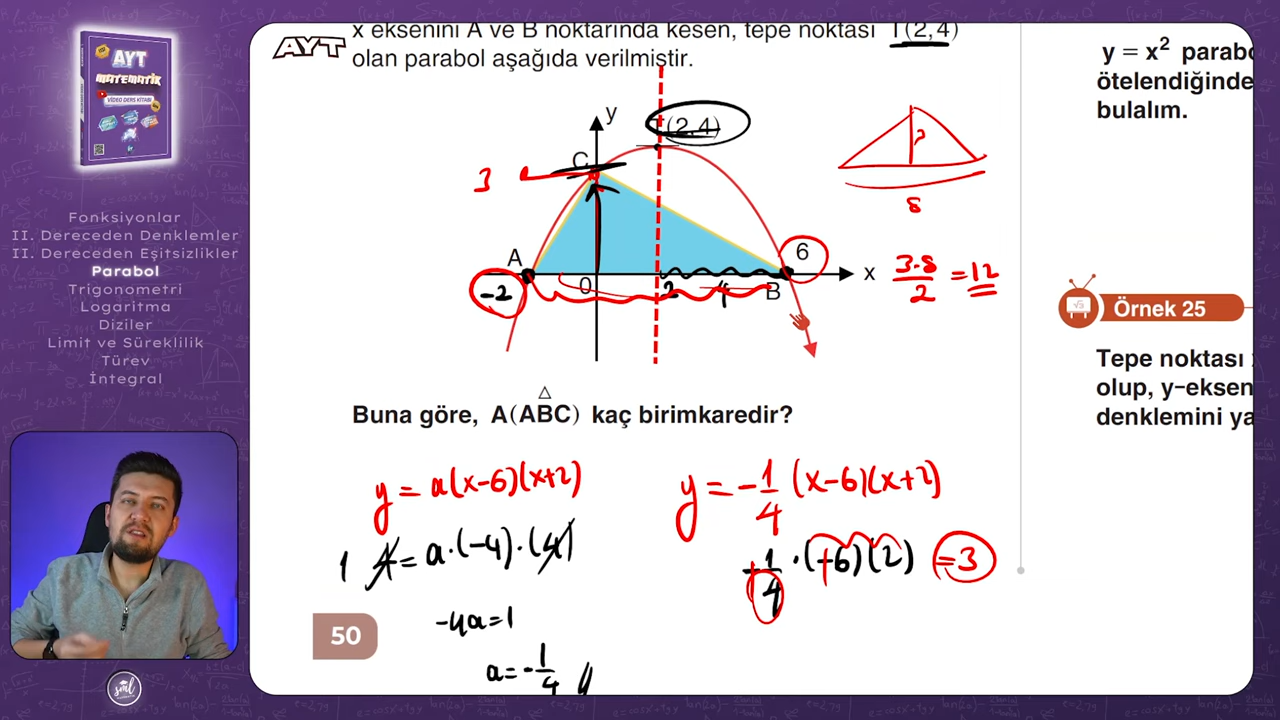 AYT
MATEMATİK
VİDEO DERS KİTABI
Fonksiyonlar
II. Dereceden Denklemler
II. Dereceden Eşitsizlikler
Parabol
Trigonometri
Logaritma
Diziler
Limit ve Süreklilik
Türev
İntegral
sml
AYT
x eksenini A ve B noktalarında kesen, tepe noktası T(2,4)
olan parabol aşağıda verilmiştir.
y
(2,4)
C
3
A
6
x
-2
0
2
4
B
8
3.8/2 = 12
Buna göre, A(ABC) kaç birimkaredir?
y = a(x-6)(x+2)
1 4 = a.(-4).(4)
-4a=1
a=-1/4
y = -1/4 (x-6)(x+2)
-1/4 .(-6)(2) = 3
50
y = x² parabo
ötelendiğinde
bulalım.
Örnek 25
Tepe noktası
olup, y-eksen
denklemini ya